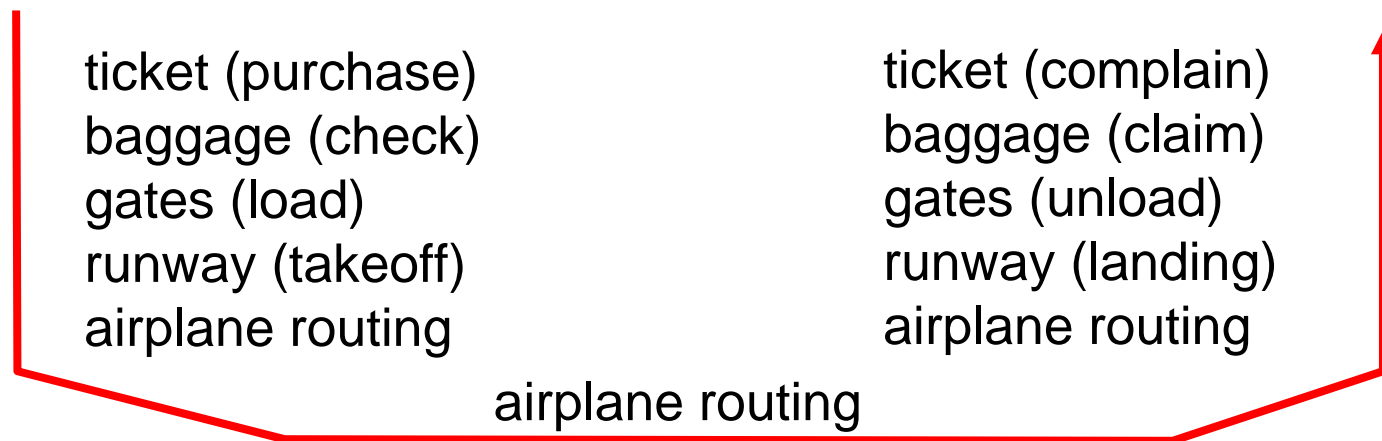 ticket (purchase)
baggage (check)
gates (load)
runway (takeoff)
airplane routing
ticket (complain)
baggage (claim)
gates (unload)
runway (landing)
airplane routing
airplane routing